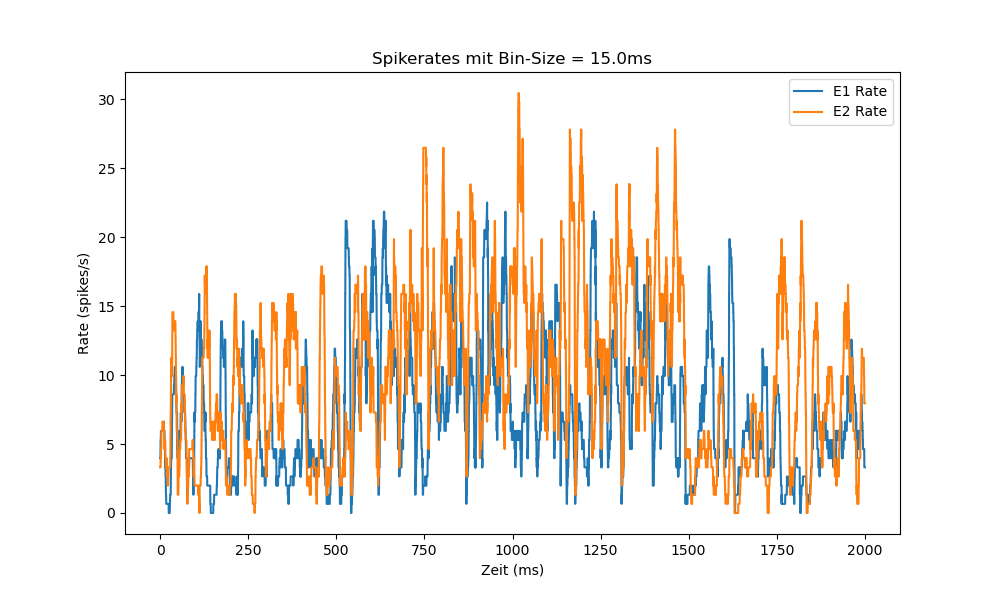 Spikerates mit Bin-Size = 15.0ms
E1 Rate
E2 Rate
30
25
20
15
10
5
0
Rate (spikes/s)
0 250 500 750 1000 1250 1500 1750 2000
Zeit (ms)